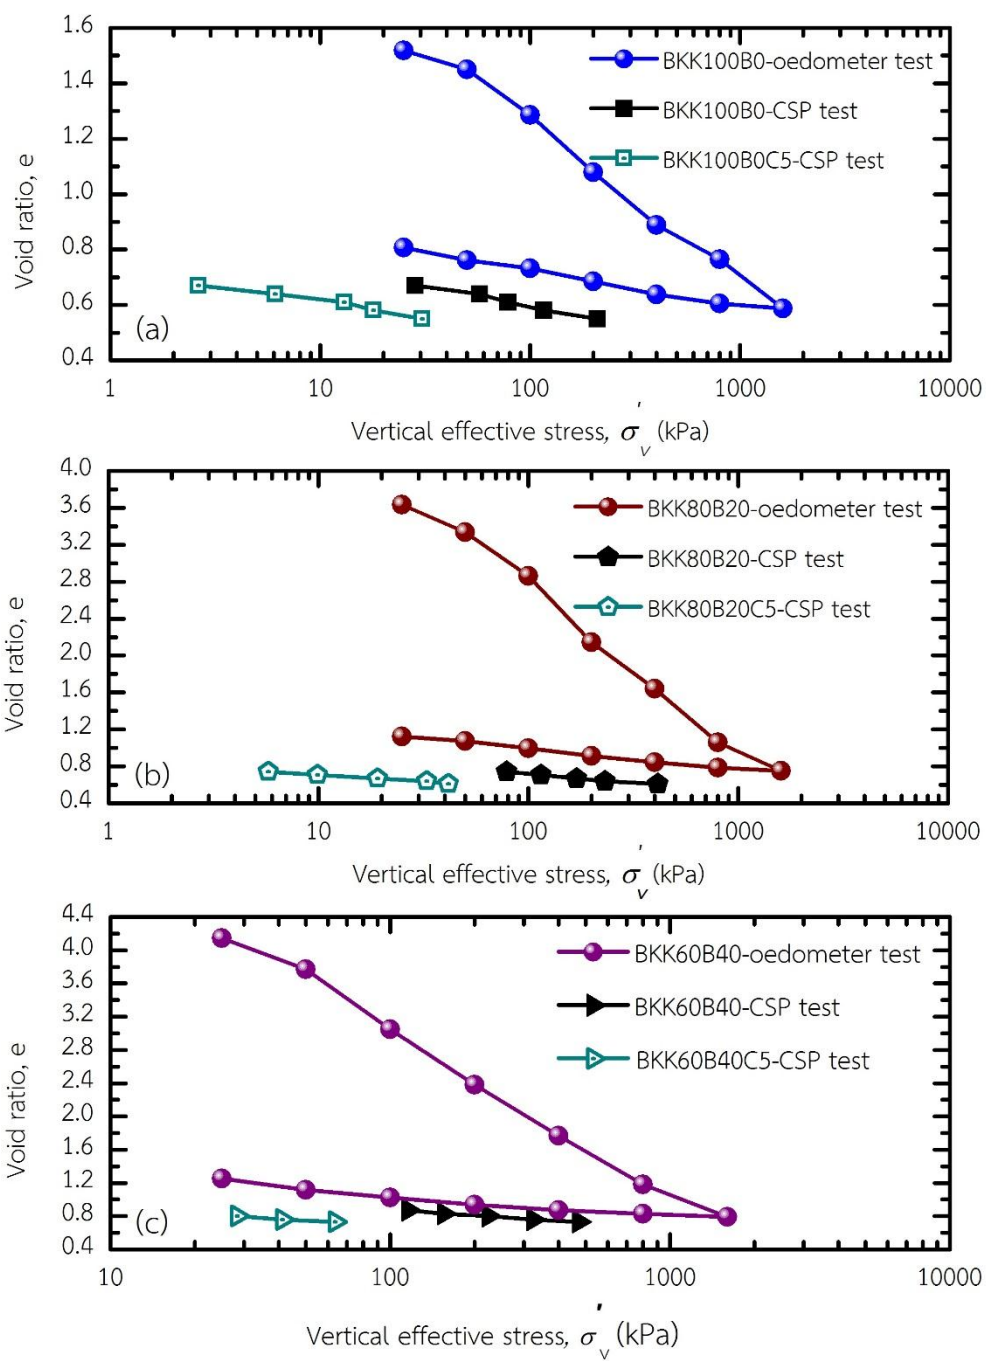 1.6
1.4
1.2
1.0
0.8
0.6
0.4
Void ratio, e
BKK100B0-oedometer test
BKK100B0-CSP test
BKK100B0C5-CSP test
(a)
1 10 100 1000 10000
Vertical effective stress, σ'v (kPa)
4.0
3.6
3.2
2.8
2.4
2.0
1.6
1.2
0.8
0.4
Void ratio, e
BKK80B20-oedometer test
BKK80B20-CSP test
BKK80B20C5-CSP test
(b)
1 10 100 1000 10000
Vertical effective stress, σ'v (kPa)
4.4
4.0
3.6
3.2
2.8
2.4
2.0
1.6
1.2
0.8
0.4
Void ratio, e
BKK60B40-oedometer test
BKK60B40-CSP test
BKK60B40C5-CSP test
(c)
10 100 1000 10000
Vertical effective stress, σ'v (kPa)